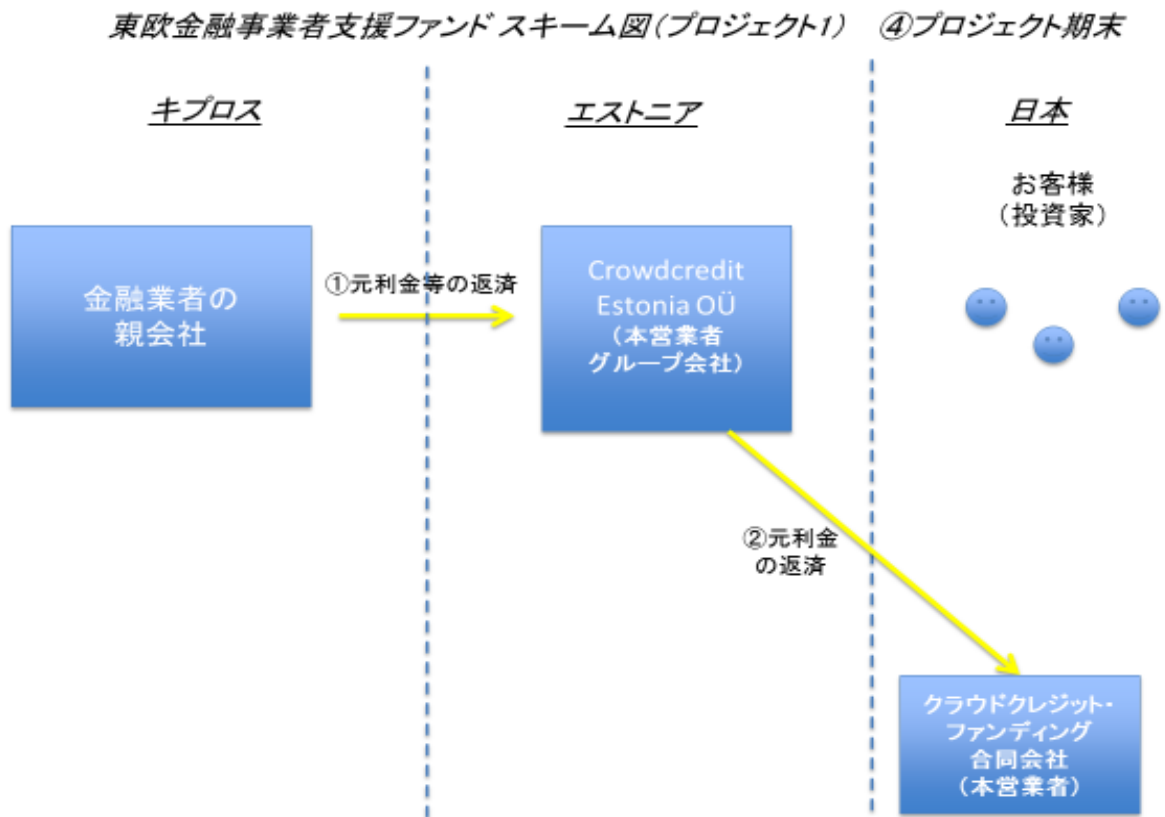 東欧金融事業者支援ファンド スキーム図(プロジェクト1) ④プロジェクト期末
キプロス
エストニア
日本
お客様
(投資家)
金融業者の
親会社
①元利金等の返済
Crowdcredit
Estonia OÜ
(本営業者
グループ会社)
②元利金
の返済
クラウドクレジット・
ファンディング
合同会社
(本営業者)